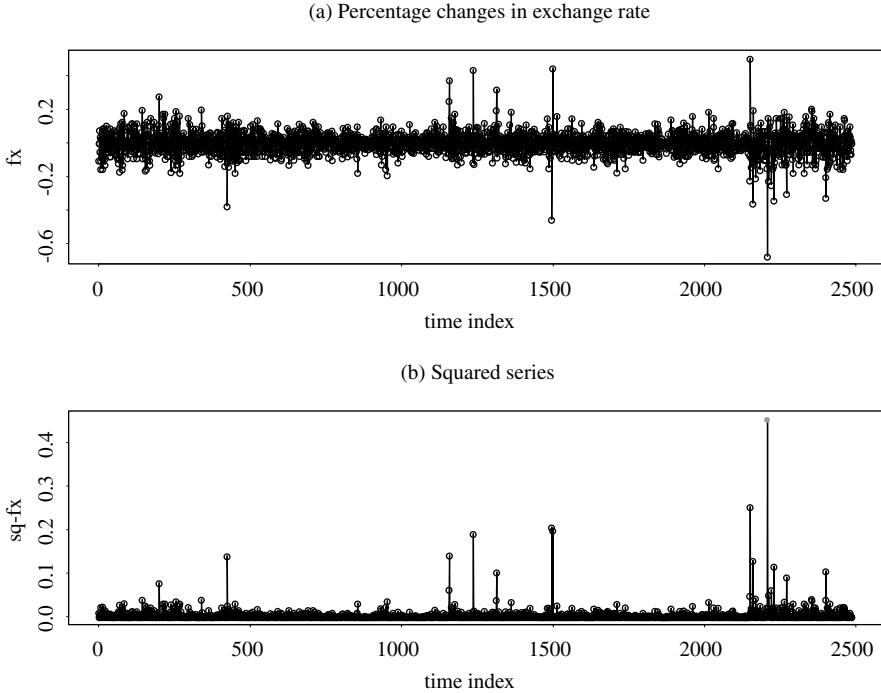 (a) Percentage changes in exchange rate
fx
0.2
-0.2
-0.6
0 500 1000 1500 2000 2500
time index
(b) Squared series
sq-fx
0.4
0.3
0.2
0.1
0.0
0 500 1000 1500 2000 2500
time index